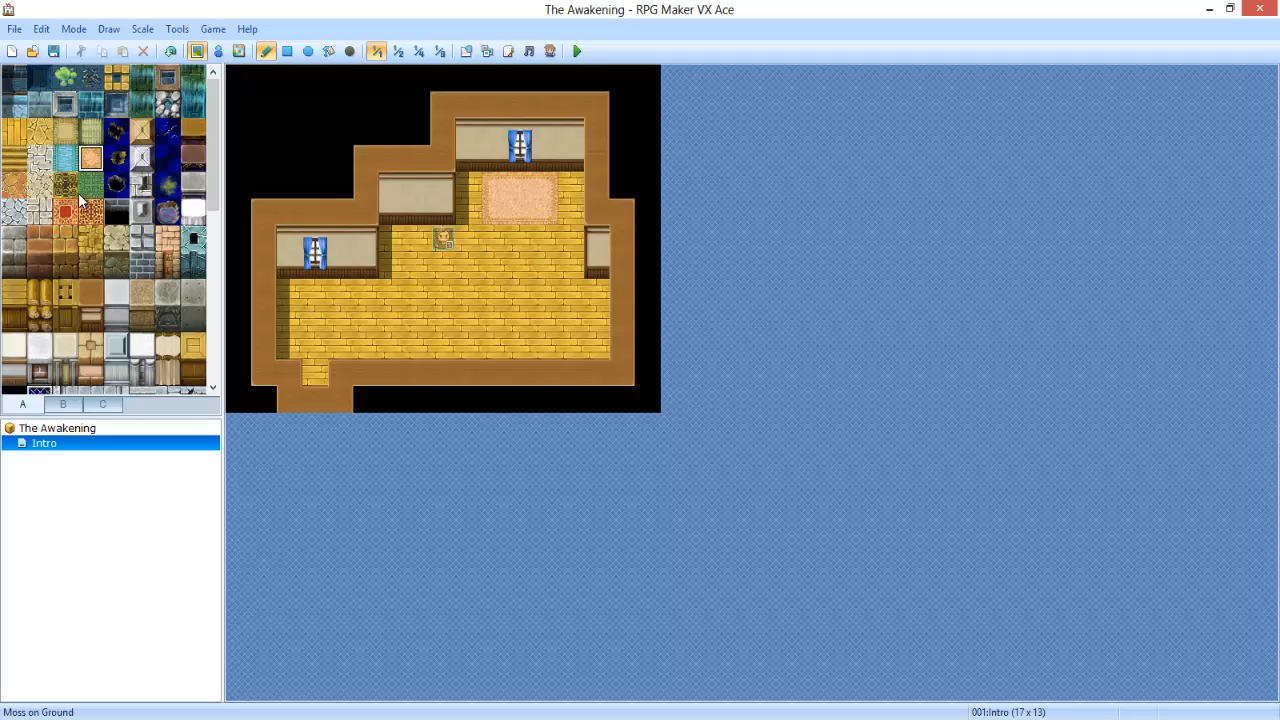 The Awakening - RPG Maker VX Ace
File Edit Mode Draw Scale Tools Game Help
A B C
The Awakening
Intro
Moss on Ground
001:Intro (17 x 13)